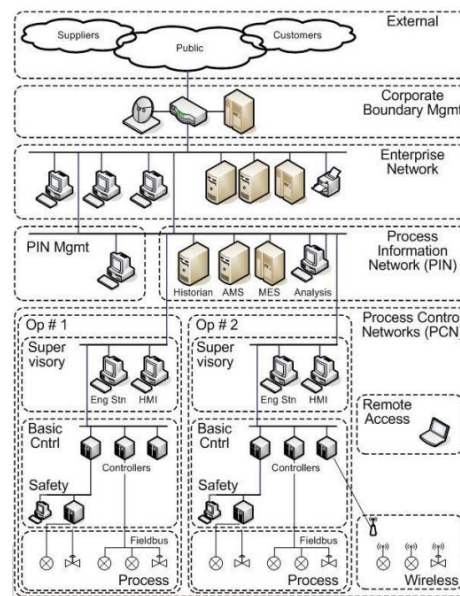 Suppliers
Public
Customers
External
Corporate
Boundary Mgmt
Enterprise
Network
PIN Mgmt
Process
Information
Network (PIN)
Historian
AMS
MES
Analysis
Op # 1
Op # 2
Process Control
Networks (PCN)
Super
visory
Eng Stn
HMI
Super
visory
Eng Stn
HMI
Remote
Access
Basic
Cntrl
Controllers
Basic
Cntrl
Controllers
Safety
Safety
Fieldbus
Process
Fieldbus
Process
Wireless